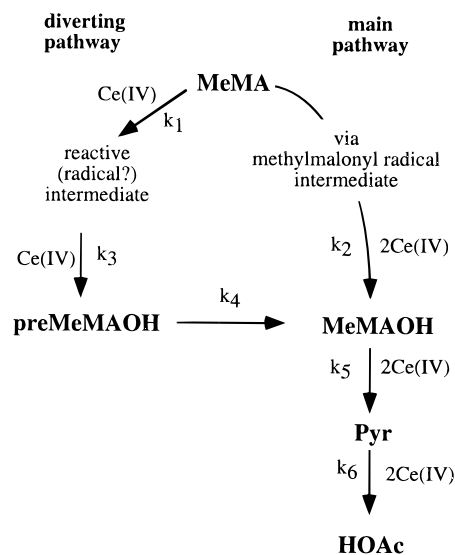 diverting
pathway
main
pathway
MeMA
Ce(IV)
k1
reactive
(radical?)
intermediate
via
methylmalonyl radical
intermediate
Ce(IV)
k3
k2
2Ce(IV)
preMeMAOH
k4
MeMAOH
k5
2Ce(IV)
Pyr
k6
2Ce(IV)
HOAc